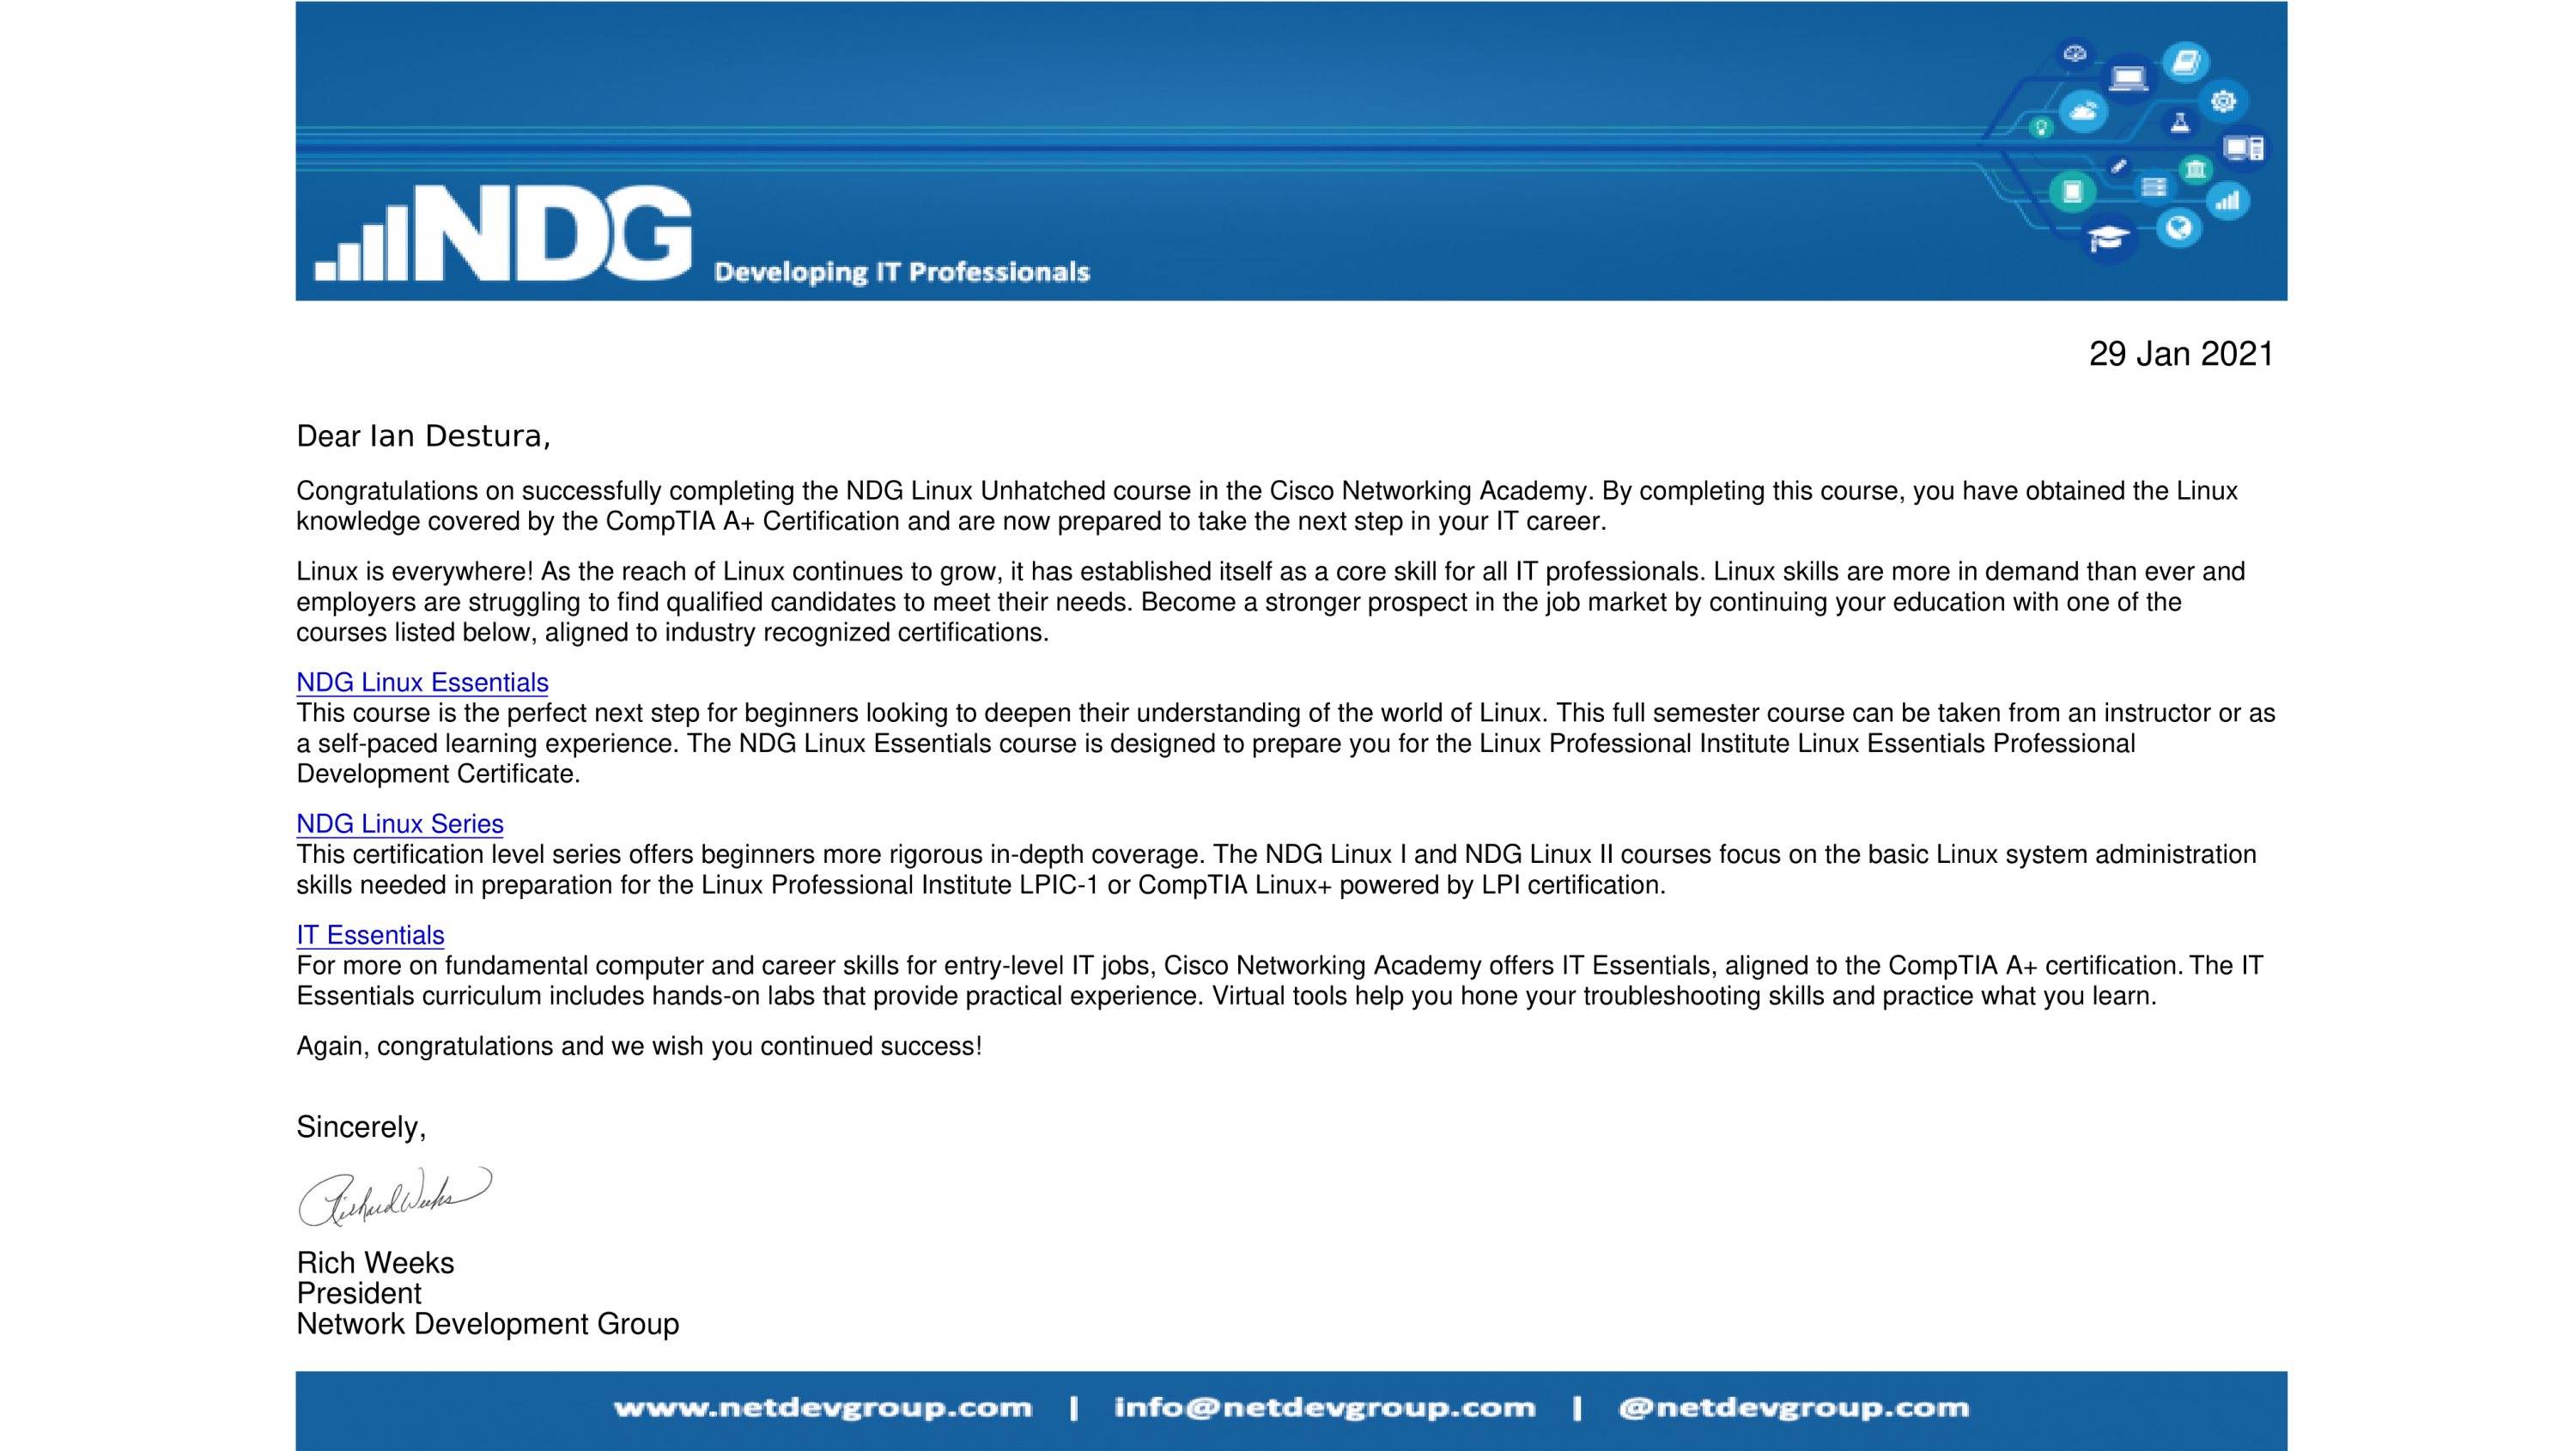 NDG Developing IT Professionals
29 Jan 2021
Dear Ian Destura,
Congratulations on successfully completing the NDG Linux Unhatched course in the Cisco Networking Academy. By completing this course, you have obtained the Linux
knowledge covered by the CompTIA A+ Certification and are now prepared to take the next step in your IT career.
Linux is everywhere! As the reach of Linux continues to grow, it has established itself as a core skill for all IT professionals. Linux skills are more in demand than ever and
employers are struggling to find qualified candidates to meet their needs. Become a stronger prospect in the job market by continuing your education with one of the
courses listed below, aligned to industry recognized certifications.
NDG Linux Essentials
This course is the perfect next step for beginners looking to deepen their understanding of the world of Linux. This full semester course can be taken from an instructor or as
a self-paced learning experience. The NDG Linux Essentials course is designed to prepare you for the Linux Professional Institute Linux Essentials Professional
Development Certificate.
NDG Linux Series
This certification level series offers beginners more rigorous in-depth coverage. The NDG Linux I and NDG Linux II courses focus on the basic Linux system administration
skills needed in preparation for the Linux Professional Institute LPIC-1 or CompTIA Linux+ powered by LPI certification.
IT Essentials
For more on fundamental computer and career skills for entry-level IT jobs, Cisco Networking Academy offers IT Essentials, aligned to the CompTIA A+ certification. The IT
Essentials curriculum includes hands-on labs that provide practical experience. Virtual tools help you hone your troubleshooting skills and practice what you learn.
Again, congratulations and we wish you continued success!
Sincerely,
Richard Weeks
Rich Weeks
President
Network Development Group
www.netdevgroup.com | info@netdevgroup.com | @netdevgroup.com